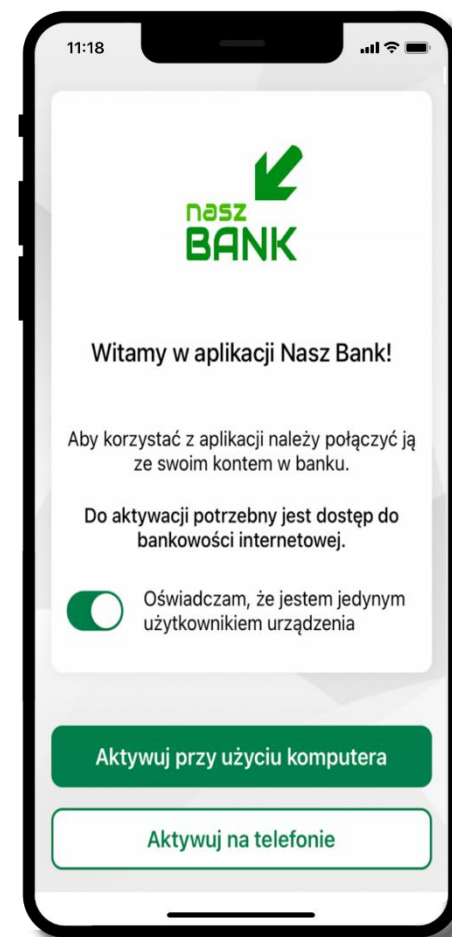 11:18
nasz
BANK
Witamy w aplikacji Nasz Bank!
Aby korzystać z aplikacji należy połączyć ją
ze swoim kontem w banku.
Do aktywacji potrzebny jest dostęp do
bankowości internetowej.
Oświadczam, że jestem jedynym
użytkownikiem urządzenia
Aktywuj przy użyciu komputera
Aktywuj na telefonie